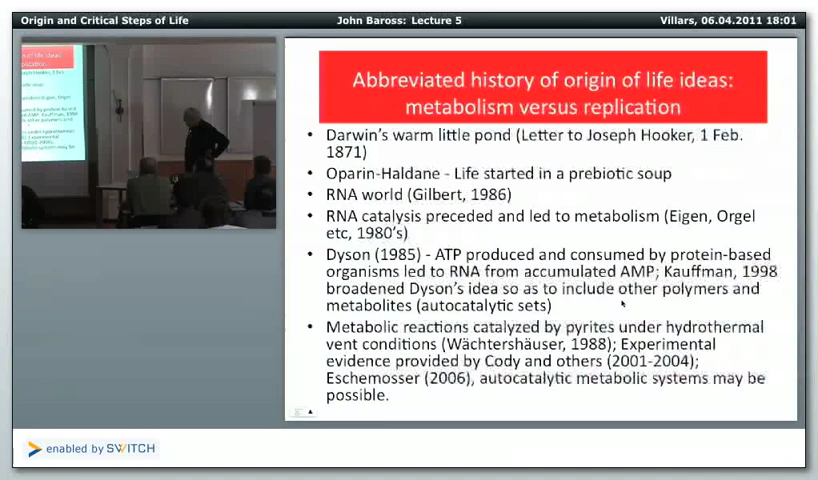 Origin and Critical Steps of Life
John Baross: Lecture 5
Villars, 06.04.2011 18:01
Abbreviated history of origin of life ideas:
metabolism versus replication
• Darwin's warm little pond (Letter to Joseph Hooker, 1 Feb.
1871)
• Oparin-Haldane - Life started in a prebiotic soup
• RNA world (Gilbert, 1986)
• RNA catalysis preceded and led to metabolism (Eigen, Orgel
etc, 1980's)
• Dyson (1985) - ATP produced and consumed by protein-based
organisms led to RNA from accumulated AMP; Kauffman, 1998
broadened Dyson's idea so as to include other polymers and
metabolites (autocatalytic sets)
• Metabolic reactions catalyzed by pyrites under hydrothermal
vent conditions (Wächtershäuser, 1988); Experimental
evidence provided by Cody and others (2001-2004);
Eschemosser (2006), autocatalytic metabolic systems may be
possible.
enabled by SWITCH